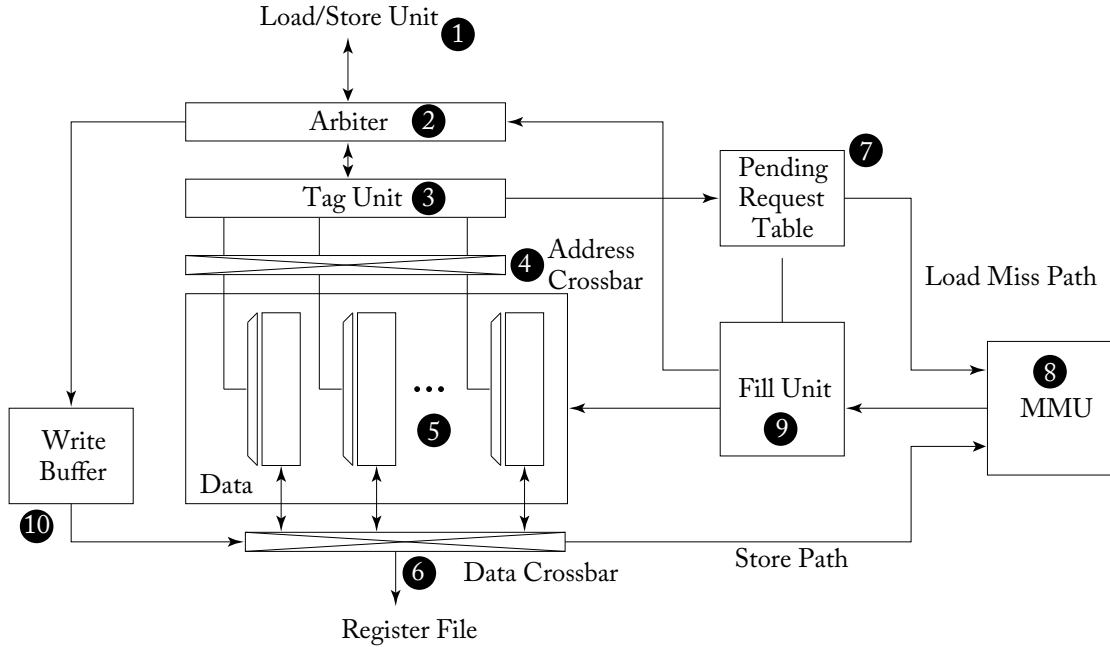 Load/Store Unit
1
Arbiter 2
Tag Unit 3
4 Address
Crossbar
7
Pending
Request
Table
Load Miss Path
8
MMU
Fill Unit
9
5
Data
Write
Buffer
10
6
Data Crossbar
Store Path
Register File